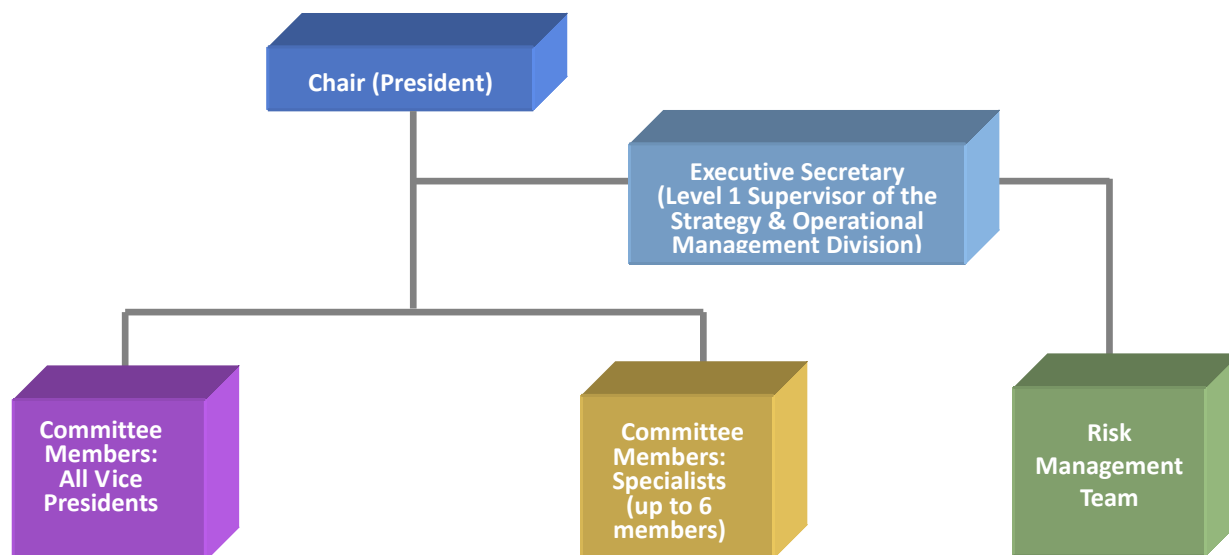 Chair (President)
Executive Secretary
(Level 1 Supervisor of the
Strategy & Operational
Management Division)
Committee
Members:
All Vice
Presidents
Committee
Members:
Specialists
(up to 6
members)
Risk
Management
Team